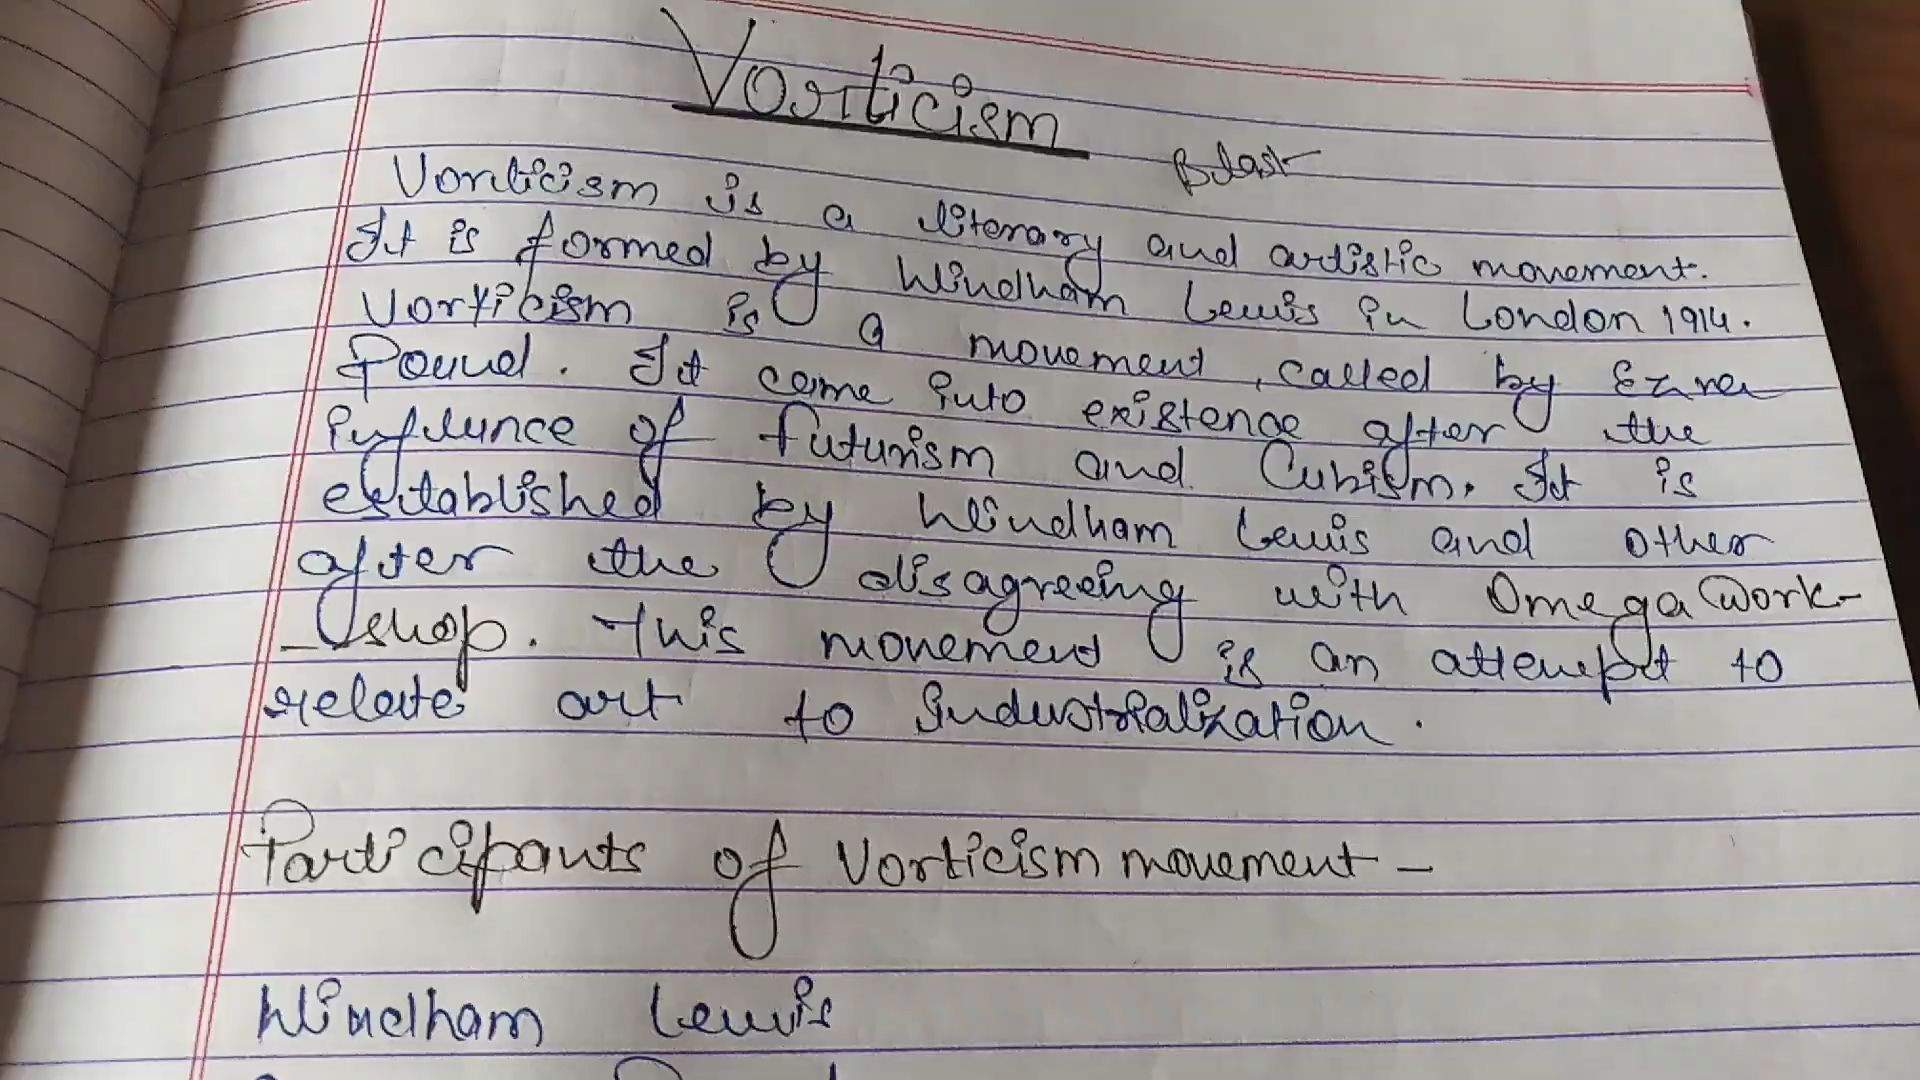 Vorticism
Blast
Vorticism is a literary and artistic movement.
It is formed by Windham Lewis in London 1914.
Vorticism is a movement, called by Ezra
Pound. It came into existence after the
influnce of Futurism and Cubism. It is
established by Windham Lewis and other
after the disagreeing with Omega Work-
-shop. This movement is an attempt to
relate art to Industrialization.
Participants of Vorticism movement -
Windham Lewis